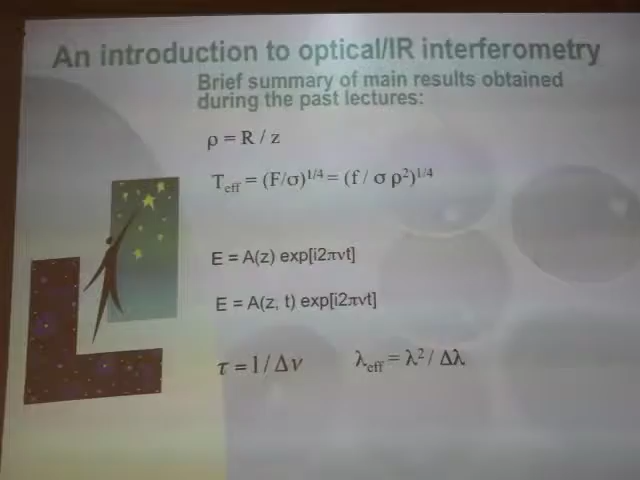 An introduction to optical/IR interferometry
Brief summary of main results obtained
during the past lectures:
ρ = R / z
T_eff = (F/σ)^1/4 = (f / σ ρ²)^1/4
E = A(z) exp[i2πνt]
E = A(z, t) exp[i2πνt]
τ = 1/ Δν λ_eff = λ²/ Δλ